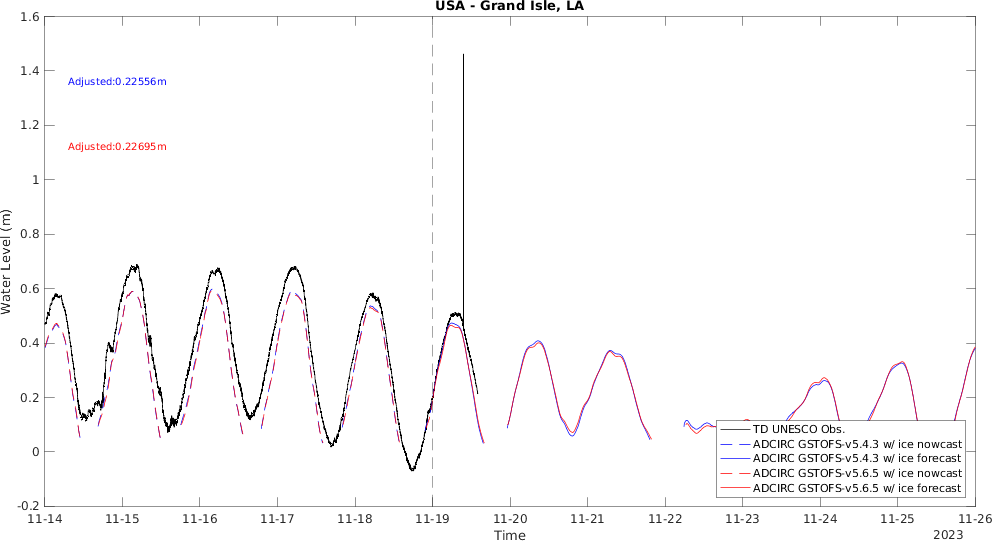 USA - Grand Isle, LA
1.6
1.4
1.2
1
0.8
0.6
0.4
0.2
0
-0.2
Water Level (m)
Adjusted:0.22556m
Adjusted:0.22695m
TD UNESCO Obs.
ADCIRC GSTOFS-v5.4.3 w/ ice nowcast
ADCIRC GSTOFS-v5.4.3 w/ ice forecast
ADCIRC GSTOFS-v5.6.5 w/ ice nowcast
ADCIRC GSTOFS-v5.6.5 w/ ice forecast
11-14 11-15 11-16 11-17 11-18 11-19 11-20 11-21 11-22 11-23 11-24 11-25 11-26
Time
2023